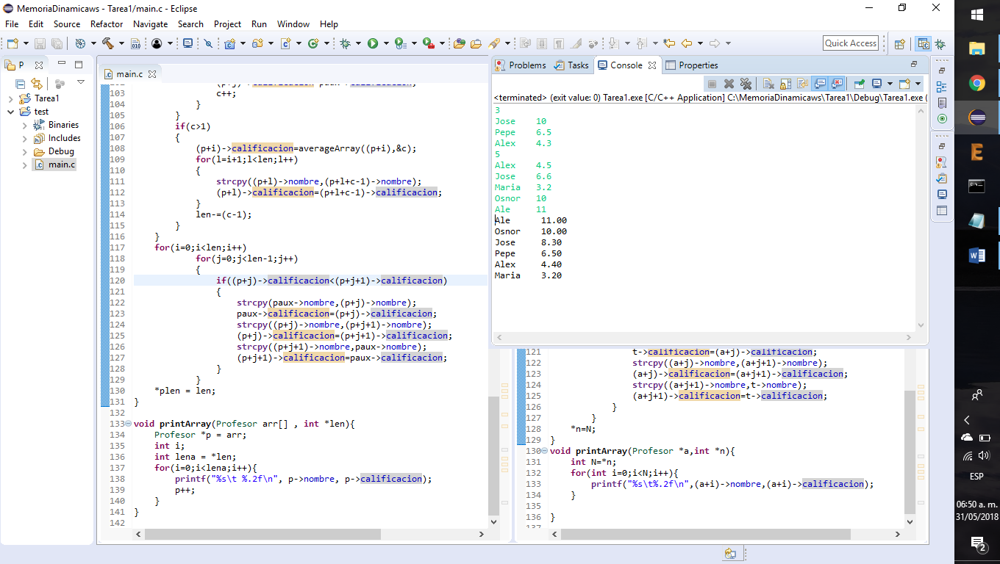 MemoriaDinamicaws - Tarea1/main.c - Eclipse
File Edit Source Refactor Navigate Search Project Run Window Help
Quick Access
P
Tarea1
test
Binaries
Includes
Debug
main.c
main.c
103 c++;
104 }
105 }
106 if(c>1)
107 {
108 (p+i)->calificacion=averageArray((p+i),&c);
109 for(l=i+1;l<len;l++)
110 {
111 strcpy((p+l)->nombre,(p+l+c-1)->nombre);
112 (p+l)->calificacion=(p+l+c-1)->calificacion;
113 }
114 len-=(c-1);
115 }
116 }
117 for(i=0;i<len;i++)
118 for(j=0;j<len-1;j++)
119 {
120 if((p+j)->calificacion<(p+j+1)->calificacion)
121 {
122 strcpy(paux->nombre,(p+j)->nombre);
123 paux->calificacion=(p+j)->calificacion;
124 strcpy((p+j)->nombre,(p+j+1)->nombre);
125 (p+j)->calificacion=(p+j+1)->calificacion;
126 strcpy((p+j+1)->nombre,paux->nombre);
127 (p+j+1)->calificacion=paux->calificacion;
128 }
129 }
130 *plen = len;
131 }
132
133 void printArray(Profesor arr[] , int *len){
134 Profesor *p = arr;
135 int i;
136 int lena = *len;
137 for(i=0;i<lena;i++){
138 printf("%s\t %.2f\n", p->nombre, p->calificacion);
139 p++;
140 }
141 }
142
Problems Tasks Console Properties
<terminated> (exit value: 0) Tarea1.exe [C/C++ Application] C:\MemoriaDinamicaws\Tarea1\Debug\Tarea1.exe (
3
Jose 10
Pepe 6.5
Alex 4.3
5
Alex 4.5
Jose 6.6
Maria 3.2
Osnor 10
Ale 11
Ale 11.00
Osnor 10.00
Jose 8.30
Pepe 6.50
Alex 4.40
Maria 3.20
121 t->calificacion=(a+j)->calificacion;
122 strcpy((a+j)->nombre,(a+j+1)->nombre);
123 (a+j)->calificacion=(a+j+1)->calificacion;
124 strcpy((a+j+1)->nombre,t->nombre);
125 (a+j+1)->calificacion=t->calificacion;
126 }
127 }
128 *n=N;
129 }
130 void printArray(Profesor *a,int *n){
131 int N=*n;
132 for(int i=0;i<N;i++){
133 printf("%s\t%.2f\n",(a+i)->nombre,(a+i)->calificacion);
134 }
135
136 }
137
ESP
06:50 a. m.
31/05/2018
2